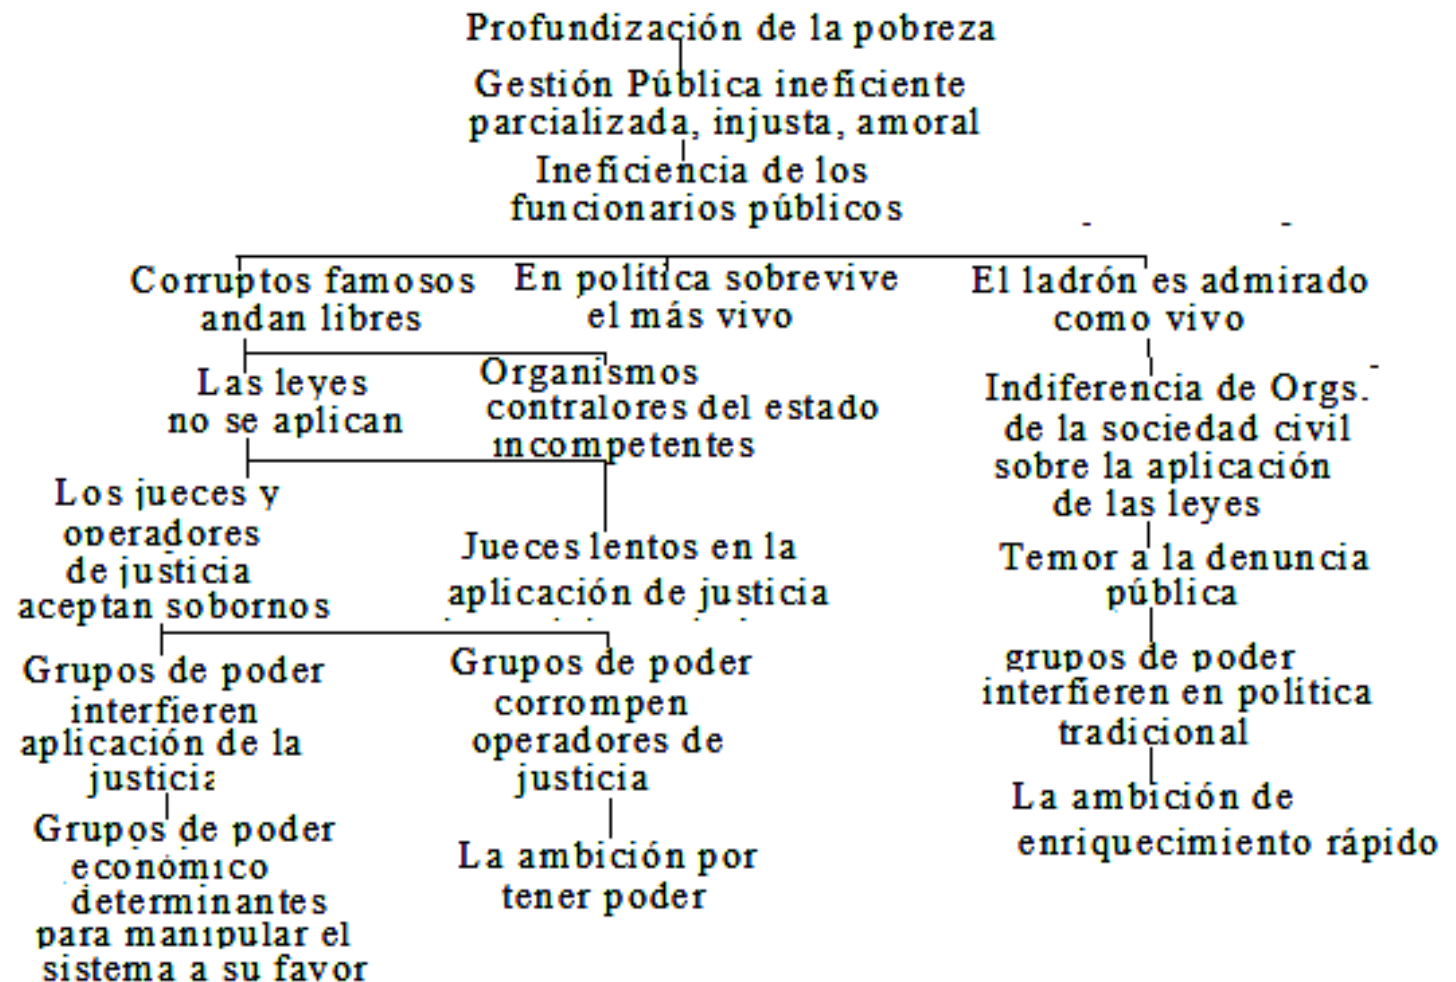 Profundización de la pobreza
Gestión Pública ineficiente
parcializada, injusta, amoral
Ineficiencia de los
funcionarios públicos
Corruptos famosos
andan libres
En politíca sobrevive
el más vivo
El ladrón es admirado
como vivo
Las leyes
no se aplican
Organismos
contralores del estado
incompetentes
Indiferencia de Orgs.
de la sociedad civil
sobre la aplicación
de las leyes
Los jueces y
operadores
de justicia
aceptan sobornos
Jueces lentos en la
aplicación de justicia
Temor a la denuncia
pública
Grupos de poder
interfieren
aplicación de la
justicia
Grupos de poder
corrompen
operadores de
justicia
grupos de poder
interfieren en politica
tradicional
Grupos de poder
económico
determinantes
para manipular el
sistema a su favor
La ambición por
tener poder
La ambición de
enriquecimiento rápido